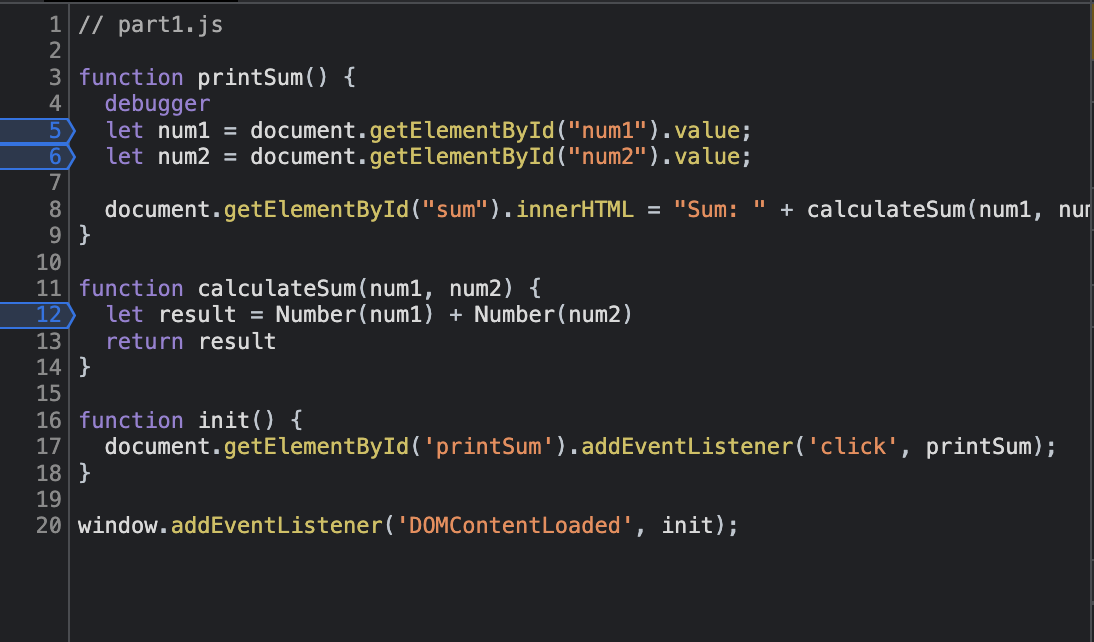 1 // part1.js
2
3 function printSum() {
4   debugger
5   let num1 = document.getElementById("num1").value;
6   let num2 = document.getElementById("num2").value;
7
8   document.getElementById("sum").innerHTML = "Sum: " + calculateSum(num1,
9 }
10
11 function calculateSum(num1, num2) {
12   let result = Number(num1) + Number(num2)
13   return result
14 }
15
16 function init() {
17   document.getElementById('printSum').addEventListener('click', printSum);
18 }
19
20 window.addEventListener('DOMContentLoaded', init);